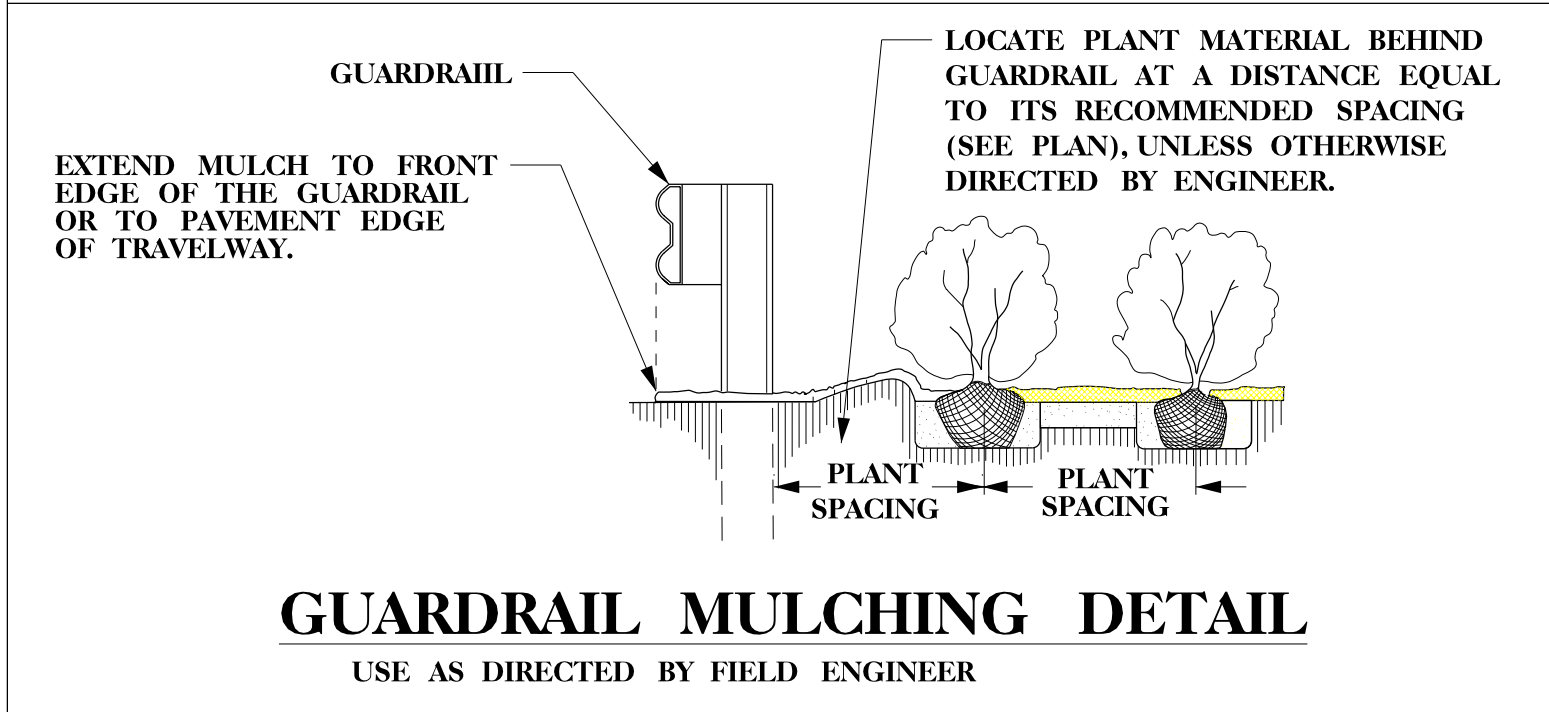 GUARDRAIIL
EXTEND MULCH TO FRONT
EDGE OF THE GUARDRAIL
OR TO PAVEMENT EDGE
OF TRAVELWAY.
LOCATE PLANT MATERIAL BEHIND
GUARDRAIL AT A DISTANCE EQUAL
TO ITS RECOMMENDED SPACING
(SEE PLAN), UNLESS OTHERWISE
DIRECTED BY ENGINEER.
PLANT
SPACING
PLANT
SPACING
GUARDRAIL MULCHING DETAIL
USE AS DIRECTED BY FIELD ENGINEER